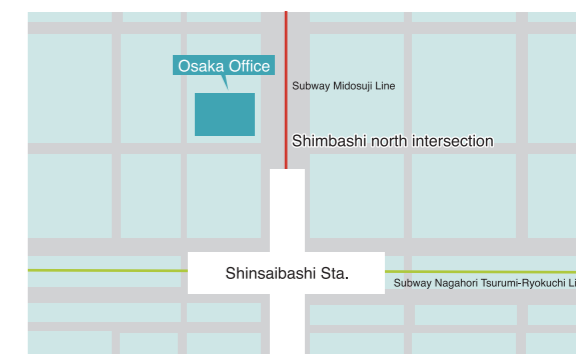 Osaka Office
Subway Midosuji Line
Shimbashi north intersection
Shinsaibashi Sta.
Subway Nagahori Tsurumi-Ryokuchi Li